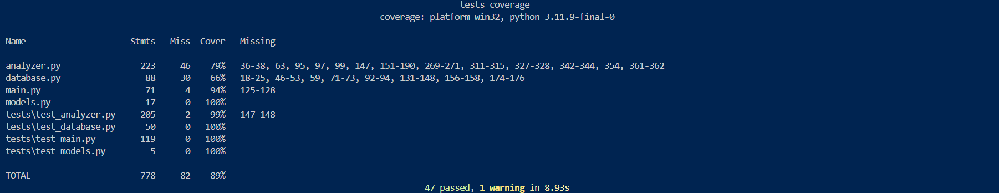 ========================================================================================== tests coverage ===========================================================================================
__________________________________________________________________________ coverage: platform win32, python 3.11.9-final-0 __________________________________________________________________________
Name                     Stmts   Miss  Cover   Missing
------------------------------------------------------
analyzer.py                223     46    79%   36-38, 63, 95, 97, 99, 147, 151-190, 269-271, 311-315, 327-328, 342-344, 354, 361-362
database.py                 88     30    66%   18-25, 46-53, 59, 71-73, 92-94, 131-148, 156-158, 174-176
main.py                     71      4    94%   125-128
models.py                   17      0   100%
tests\test_analyzer.py     205      2    99%   147-148
tests\test_database.py      50      0   100%
tests\test_main.py         119      0   100%
tests\test_models.py         5      0   100%
------------------------------------------------------
TOTAL                      778     82    89%
=================================================================================== 47 passed, 1 warning in 8.93s ===================================================================================